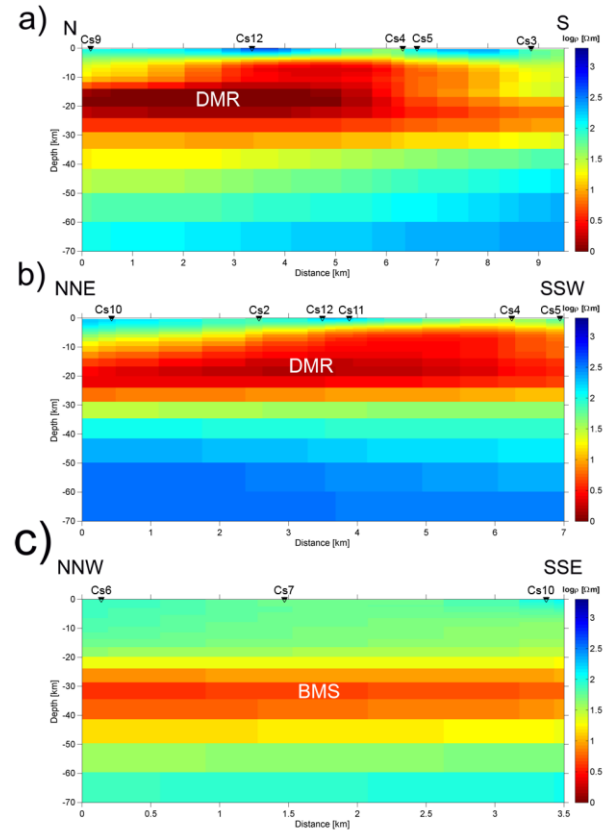 a)
N S
Cs9 Cs12 Cs4 Cs5 Cs3 logρ [Ωm]
0 3
-10 2.5
-20 DMR
-30 2
Depth [km]
-40 1.5
-50 1
-60 0.5
-70 0
0 1 2 3 4 5 6 7 8 9
Distance [km]
b)
NNE SSW
Cs10 Cs2 Cs12 Cs11 Cs4 Cs5 logρ [Ωm]
0 3
-10 2.5
-20 DMR
-30 2
Depth [km]
-40 1.5
-50 1
-60 0.5
-70 0
0 1 2 3 4 5 6 7
Distance [km]
c)
NNW SSE
Cs6 Cs7 Cs10 logρ [Ωm]
0 3
-10 2.5
-20 2
-30 BMS
Depth [km]
-40 1.5
-50 1
-60 0.5
-70 0
0 0.5 1 1.5 2 2.5 3 3.5
Distance [km]